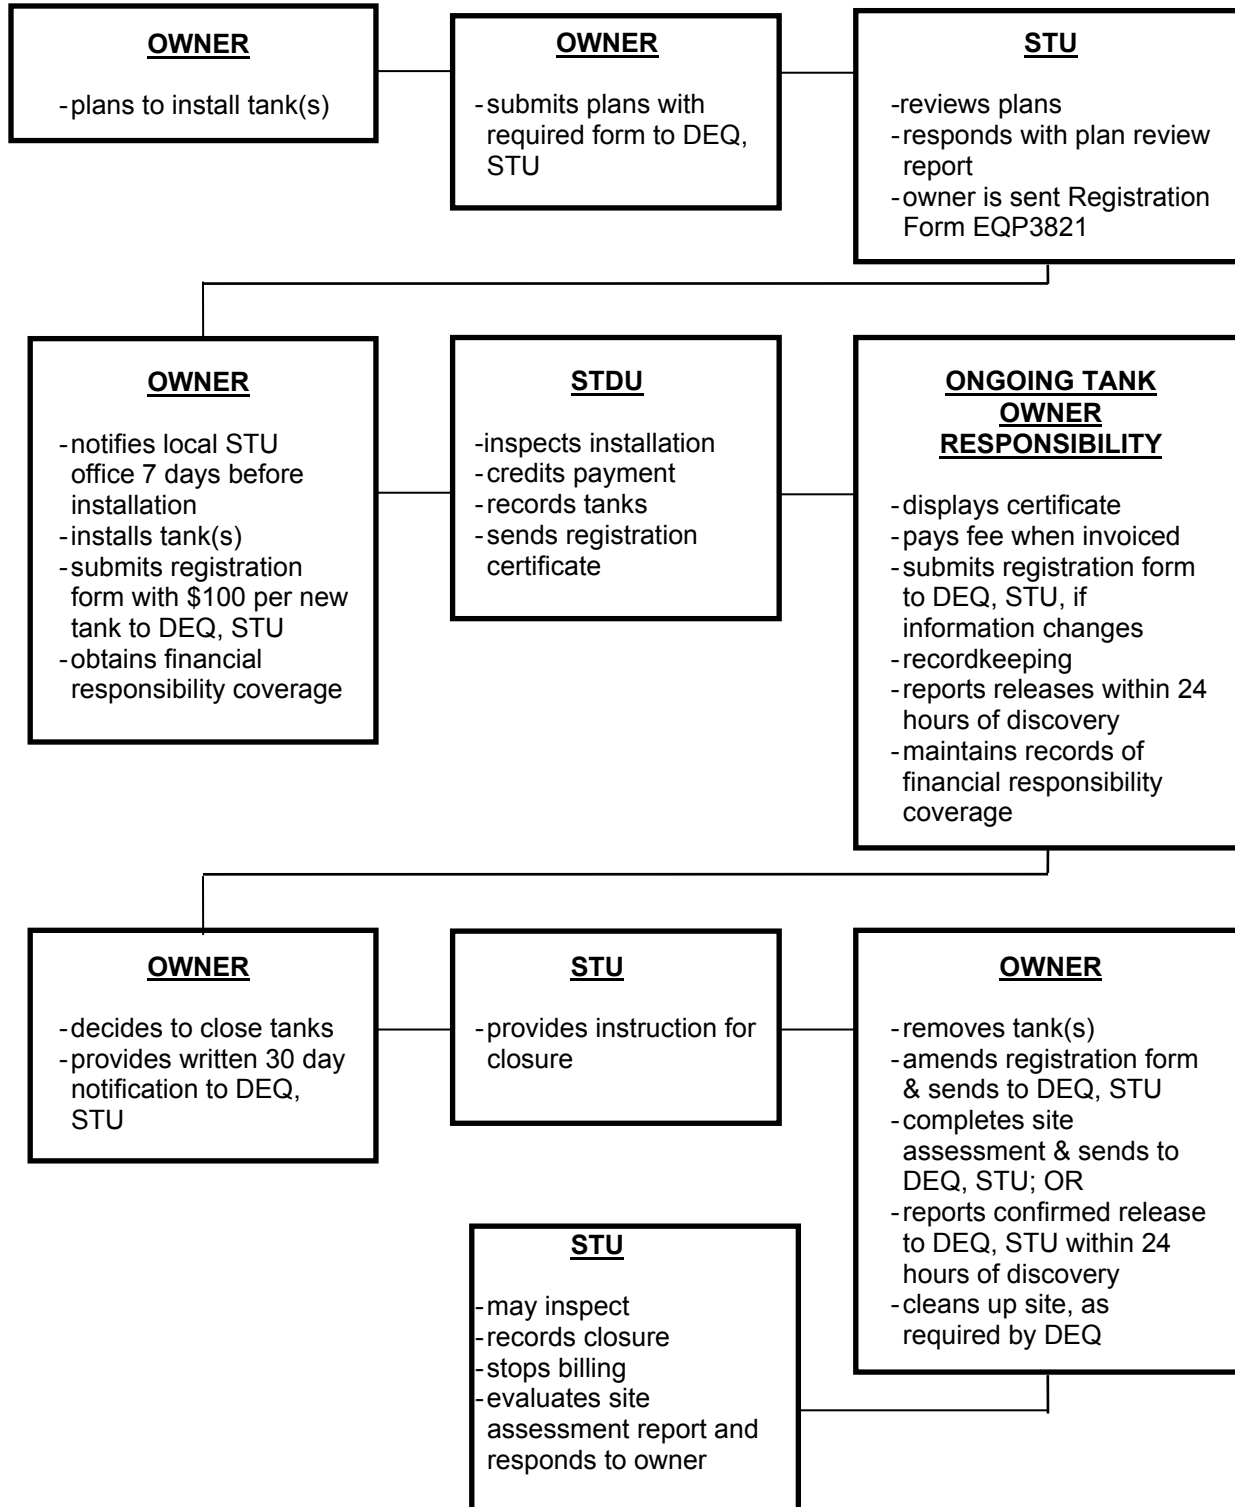 OWNER
-plans to install tank(s)
OWNER
-submits plans with
required form to DEQ,
STU
STU
-reviews plans
-responds with plan review
report
-owner is sent Registration
Form EQP3821
OWNER
-notifies local STU
office 7 days before
installation
-installs tank(s)
-submits registration
form with $100 per new
tank to DEQ, STU
-obtains financial
responsibility coverage
STDU
-inspects installation
-credits payment
-records tanks
-sends registration
certificate
ONGOING TANK
OWNER
RESPONSIBILITY
-displays certificate
-pays fee when invoiced
-submits registration form
to DEQ, STU, if
information changes
-recordkeeping
-reports releases within 24
hours of discovery
-maintains records of
financial responsibility
coverage
OWNER
-decides to close tanks
-provides written 30 day
notification to DEQ,
STU
STU
-provides instruction for
closure
OWNER
-removes tank(s)
-amends registration form
& sends to DEQ, STU
-completes site
assessment & sends to
DEQ, STU; OR
-reports confirmed release
to DEQ, STU within 24
hours of discovery
-cleans up site, as
required by DEQ
STU
-may inspect
-records closure
-stops billing
-evaluates site
assessment report and
responds to owner